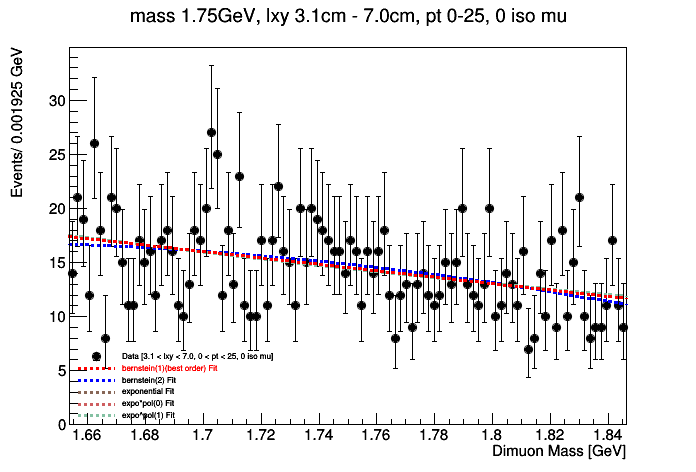 mass 1.75GeV, lxy 3.1cm - 7.0cm, pt 0-25, 0 iso mu
Events/ 0.001925 GeV
30
25
20
15
10
5
0
Data [3.1 < lxy < 7.0, 0 < pt < 25, 0 iso mu]
bernstein(1)(best order) Fit
bernstein(2) Fit
exponential Fit
expo*pol(0) Fit
expo*pol(1) Fit
1.66 1.68 1.7 1.72 1.74 1.76 1.78 1.8 1.82 1.84
Dimuon Mass [GeV]